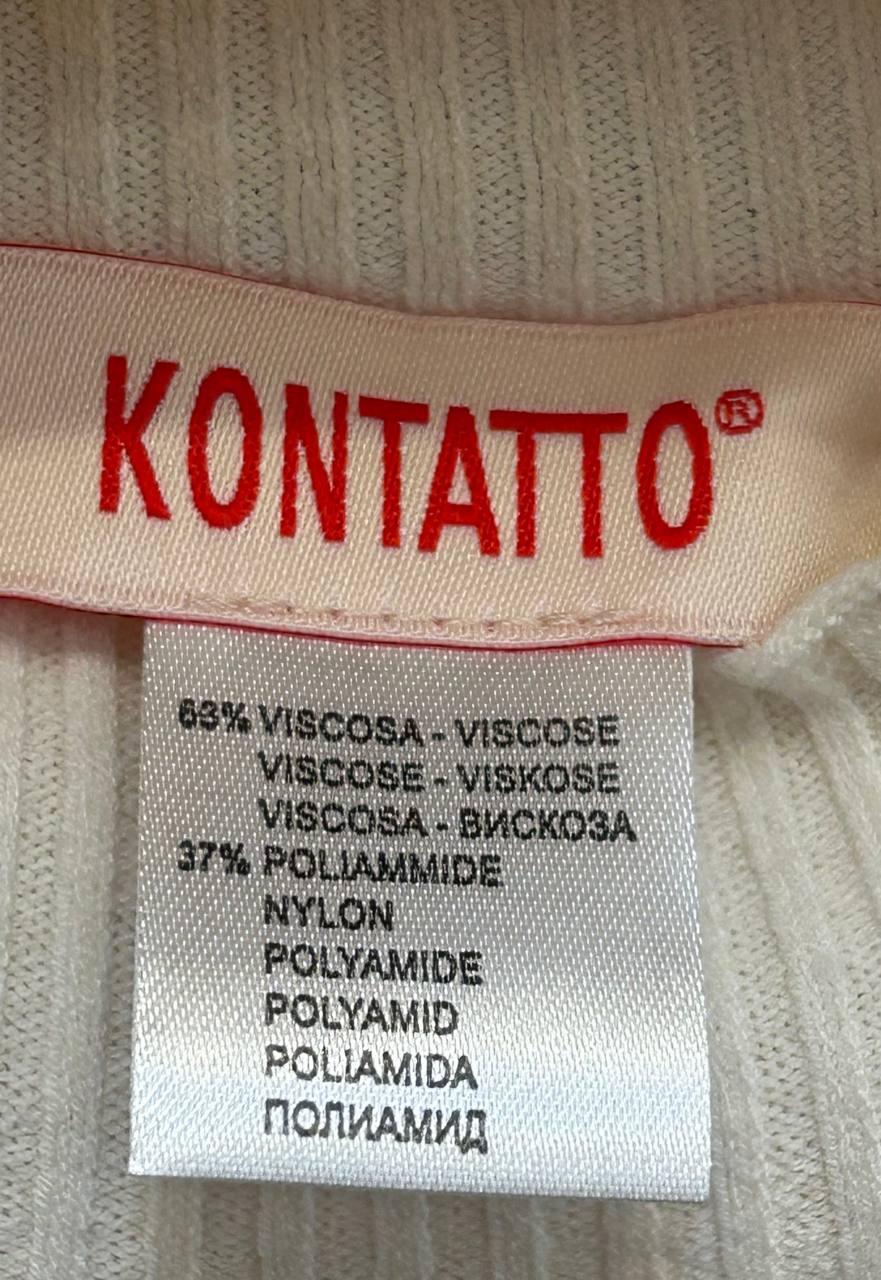 KONTATTO®
63% VISCOSA - VISCOSE
VISCOSE - VISKOSE
VISCOSA - ВИСКОЗА
37% POLIAMMIDE
NYLON
POLYAMIDE
POLYAMID
POLIAMIDA
ПОЛИАМИД